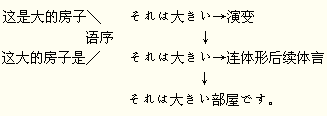 这是大的房子╲ それは大きい→演变
语序 ↓
这大的房子是╱ それは大きい→连体形后续体言
↓
それは大きい部屋です。